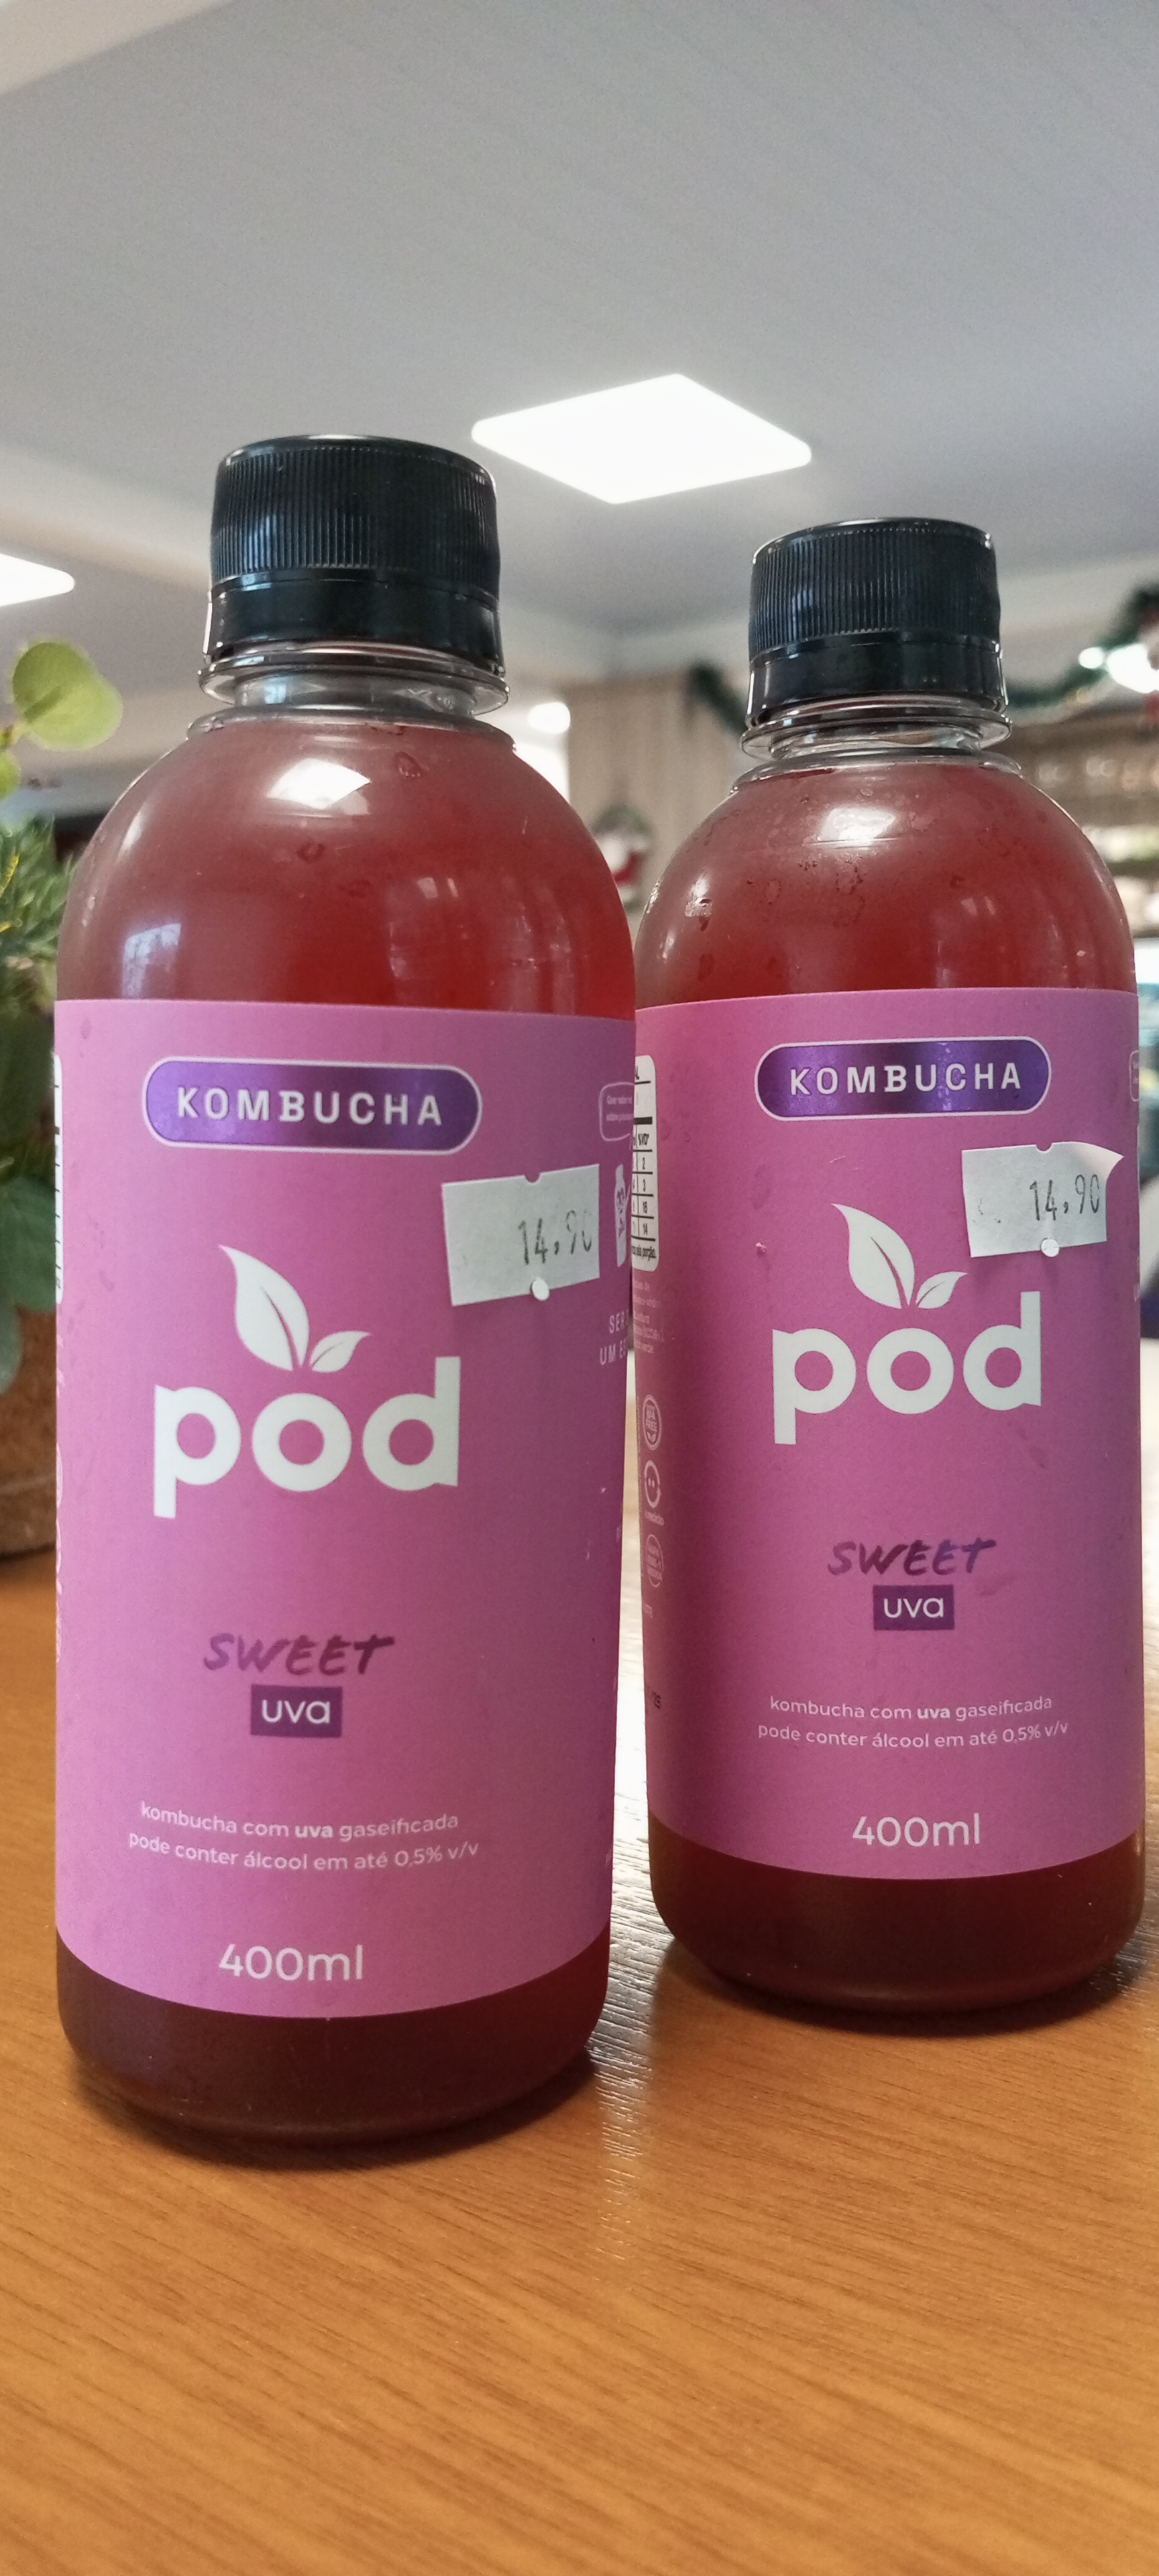 KOMBUCHA
14,90
pod
SWEET
uva
kombucha com uva gaseificada
pode conter álcool em até 0,5% v/v
400ml
KOMBUCHA
14,90
pod
SWEET
uva
kombucha com uva gaseificada
pode conter álcool em até 0,5% v/v
400ml